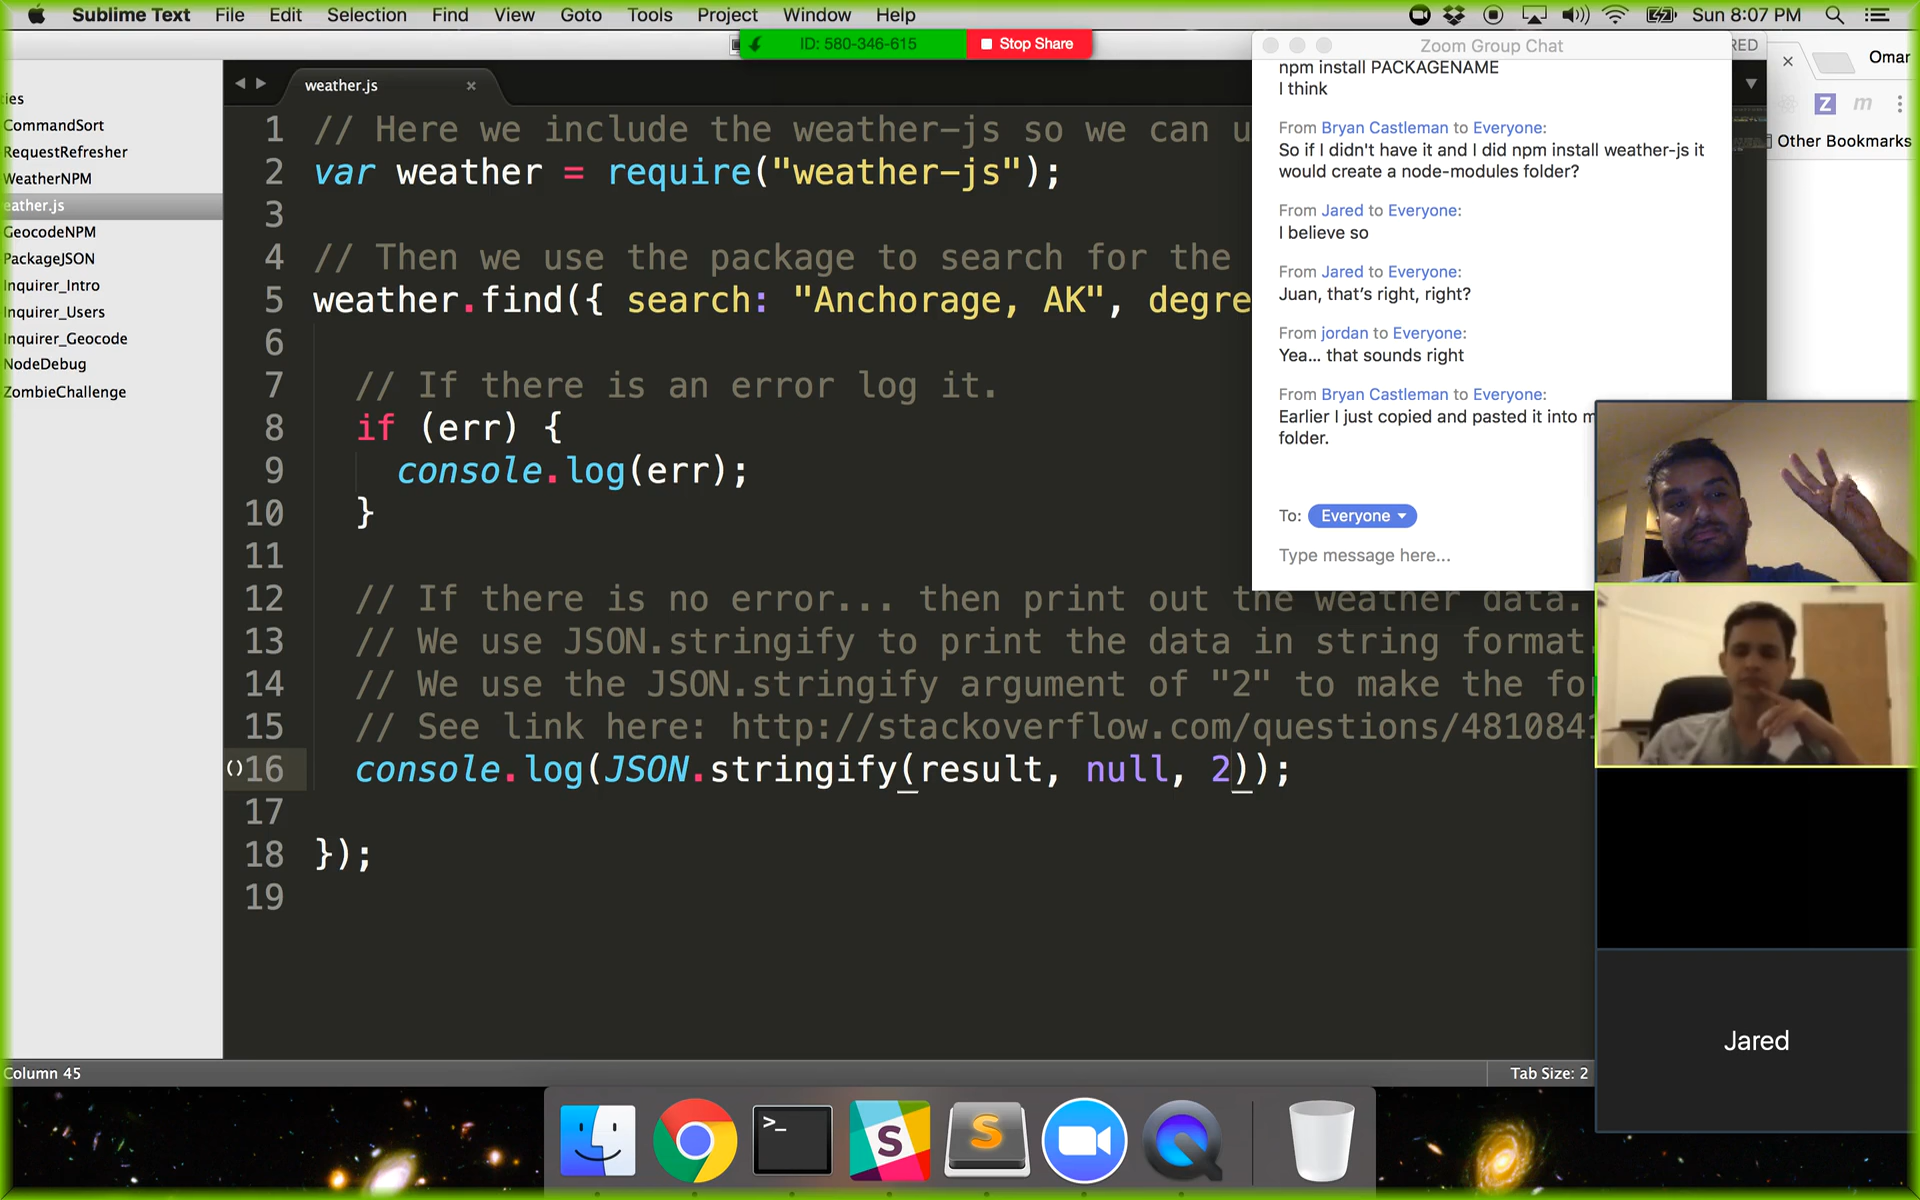 Sublime Text File Edit Selection Find View Goto Tools Project Window Help Sun 8:07 PM
ID: 580-346-615 Stop Share
Zoom Group Chat
RED
Omar
Other Bookmarks
ies
CommandSort
RequestRefresher
WeatherNPM
eather.js
GeocodeNPM
PackageJSON
Inquirer_Intro
Inquirer_Users
Inquirer_Geocode
NodeDebug
ZombieChallenge
weather.js
1 // Here we include the weather-js so we can u
2 var weather = require("weather-js");
3
4 // Then we use the package to search for the
5 weather.find({ search: "Anchorage, AK", degre
6
7 // If there is an error log it.
8 if (err) {
9 console.log(err);
10 }
11
12 // If there is no error... then print out the weather data.
13 // We use JSON.stringify to print the data in string format.
14 // We use the JSON.stringify argument of "2" to make the fo
15 // See link here: http://stackoverflow.com/questions/481084
16 console.log(JSON.stringify(result, null, 2));
17
18 });
19
npm install PACKAGENAME
I think
From Bryan Castleman to Everyone:
So if I didn't have it and I did npm install weather-js it
would create a node-modules folder?
From Jared to Everyone:
I believe so
From Jared to Everyone:
Juan, that's right, right?
From jordan to Everyone:
Yea... that sounds right
From Bryan Castleman to Everyone:
Earlier I just copied and pasted it into m
folder.
To: Everyone
Type message here...
Jared
Column 45
Tab Size: 2